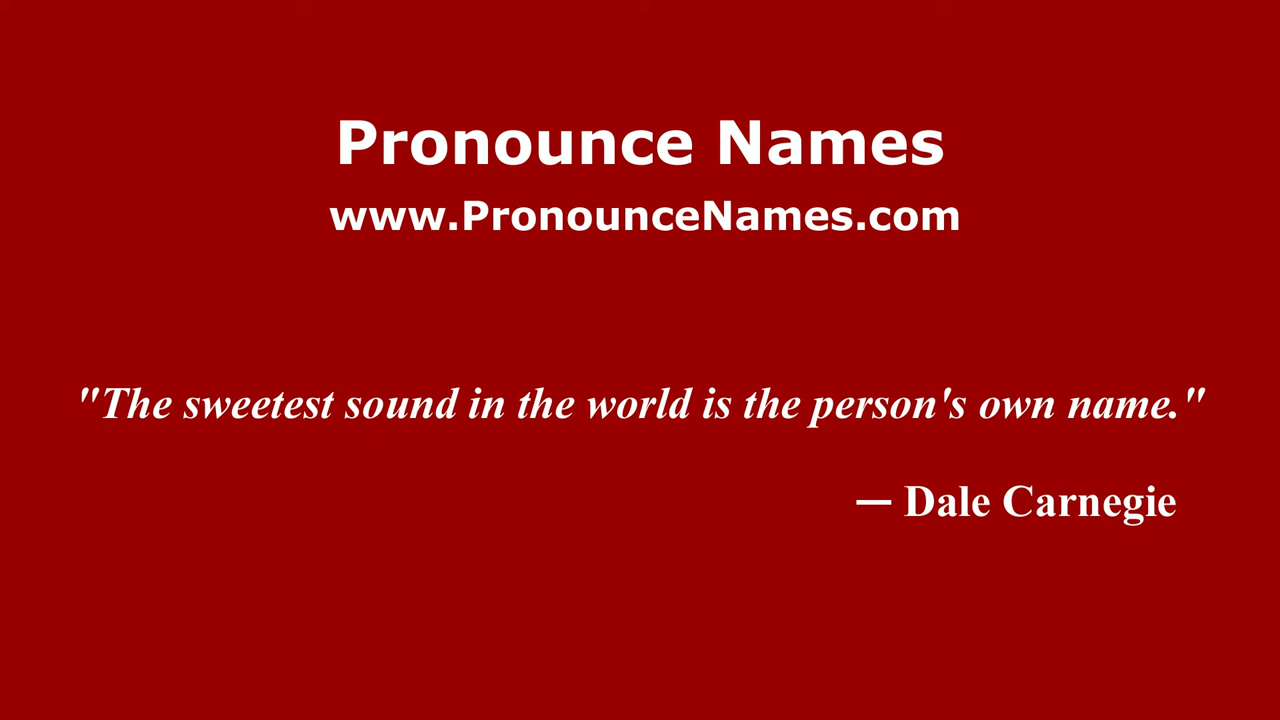 Pronounce Names
www.PronounceNames.com
"The sweetest sound in the world is the person's own name."
— Dale Carnegie